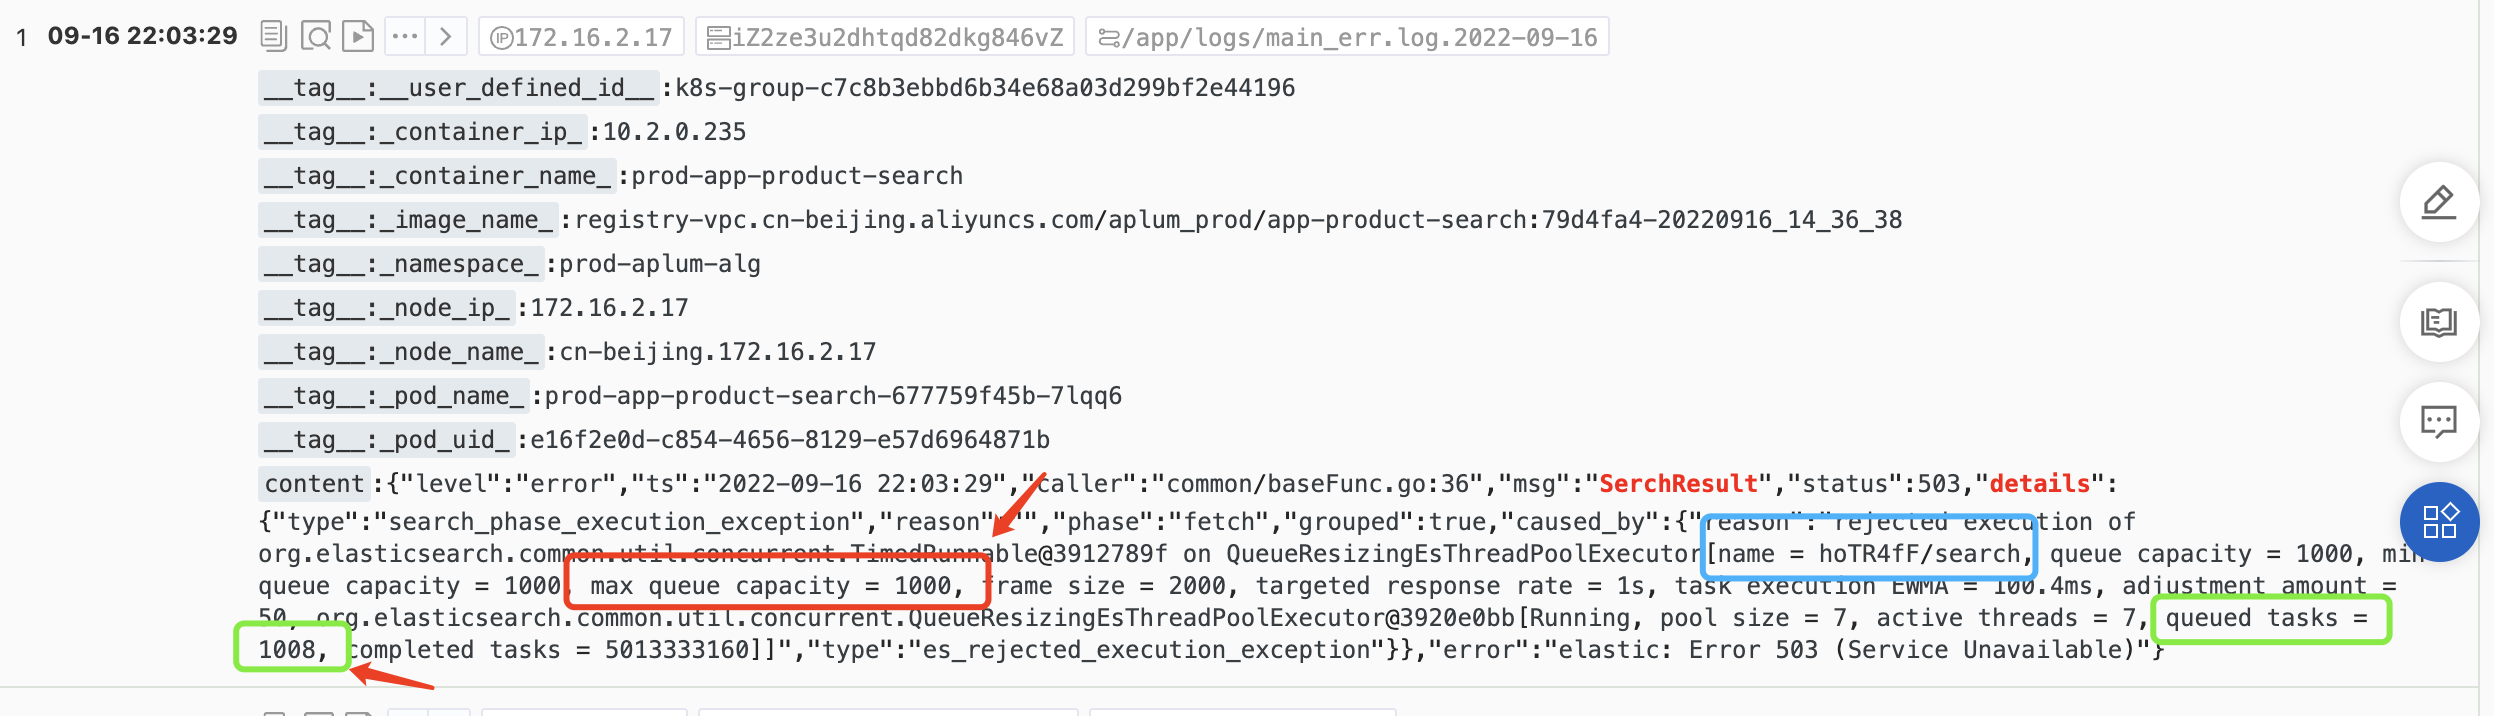 1 09-16 22:03:29 ··· > IP 172.16.2.17 iZ2ze3u2dhtqd82dkg846vZ /app/logs/main_err.log.2022-09-16
__tag__:__user_defined_id__ :k8s-group-c7c8b3ebbd6b34e68a03d299bf2e44196
__tag__:_container_ip_ :10.2.0.235
__tag__:_container_name_ :prod-app-product-search
__tag__:_image_name_ :registry-vpc.cn-beijing.aliyuncs.com/aplum_prod/app-product-search:79d4fa4-20220916_14_36_38
__tag__:_namespace_ :prod-aplum-alg
__tag__:_node_ip_ :172.16.2.17
__tag__:_node_name_ :cn-beijing.172.16.2.17
__tag__:_pod_name_ :prod-app-product-search-677759f45b-7lqq6
__tag__:_pod_uid_ :e16f2e0d-c854-4656-8129-e57d6964871b
content :{"level":"error","ts":"2022-09-16 22:03:29","caller":"common/baseFunc.go:36","msg":"SerchResult","status":503,"details":
{"type":"search_phase_execution_exception","reason":"","phase":"fetch","grouped":true,"caused_by":{"reason":"rejected execution of
org.elasticsearch.common.util.concurrent.TimedRunnable@3912789f on QueueResizingEsThreadPoolExecutor[name = hoTR4fF/search, queue capacity = 1000, min
queue capacity = 1000, max queue capacity = 1000, frame size = 2000, targeted response rate = 1s, task execution EWMA = 100.4ms, adjustment amount =
50, org.elasticsearch.common.util.concurrent.QueueResizingEsThreadPoolExecutor@3920e0bb[Running, pool size = 7, active threads = 7, queued tasks =
1008, completed tasks = 5013333160]]","type":"es_rejected_execution_exception"}},"error":"elastic: Error 503 (Service Unavailable)"}